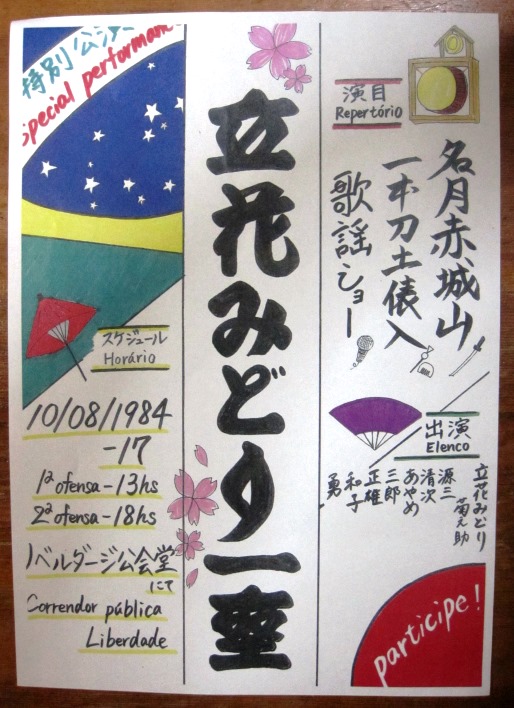 特別公演
Special performan
立花みどり一座
演目
Repertório
名月赤城山
一本刀土俵入
歌謡ショー
スケジュール
Horário
10/08/1984
-17
1ª ofensa-13hs
2ª ofensa-18hs
リベルダージ公会堂
にて
Correndor pública
Liberdade
出演
Elenco
立花みどり
菊之助
源三
清次
あやめ
三郎
正雄
和子
勇
participe!